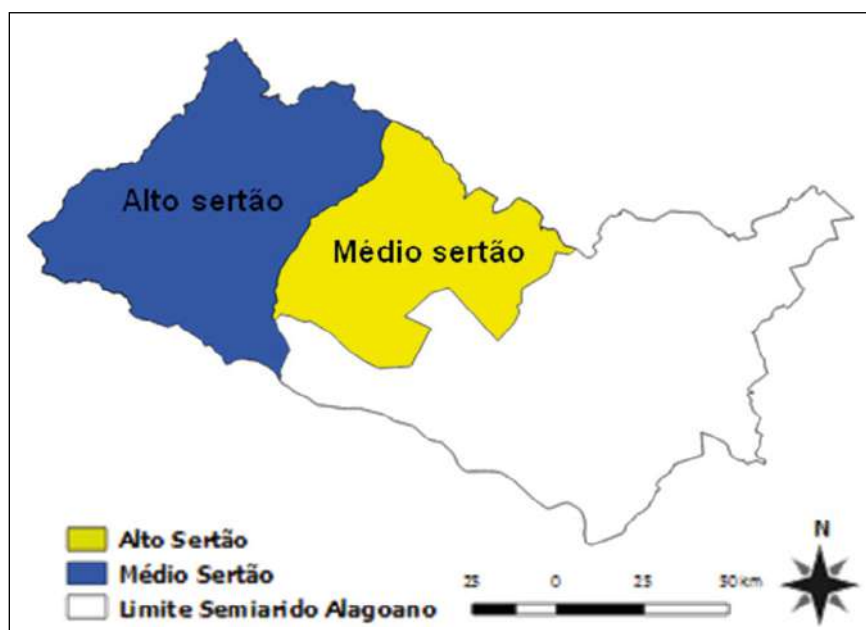 Alto sertão
Médio sertão
Alto Sertão
Médio Sertão
Limite Semiarido Alagoano
25 0 25 50 km
N